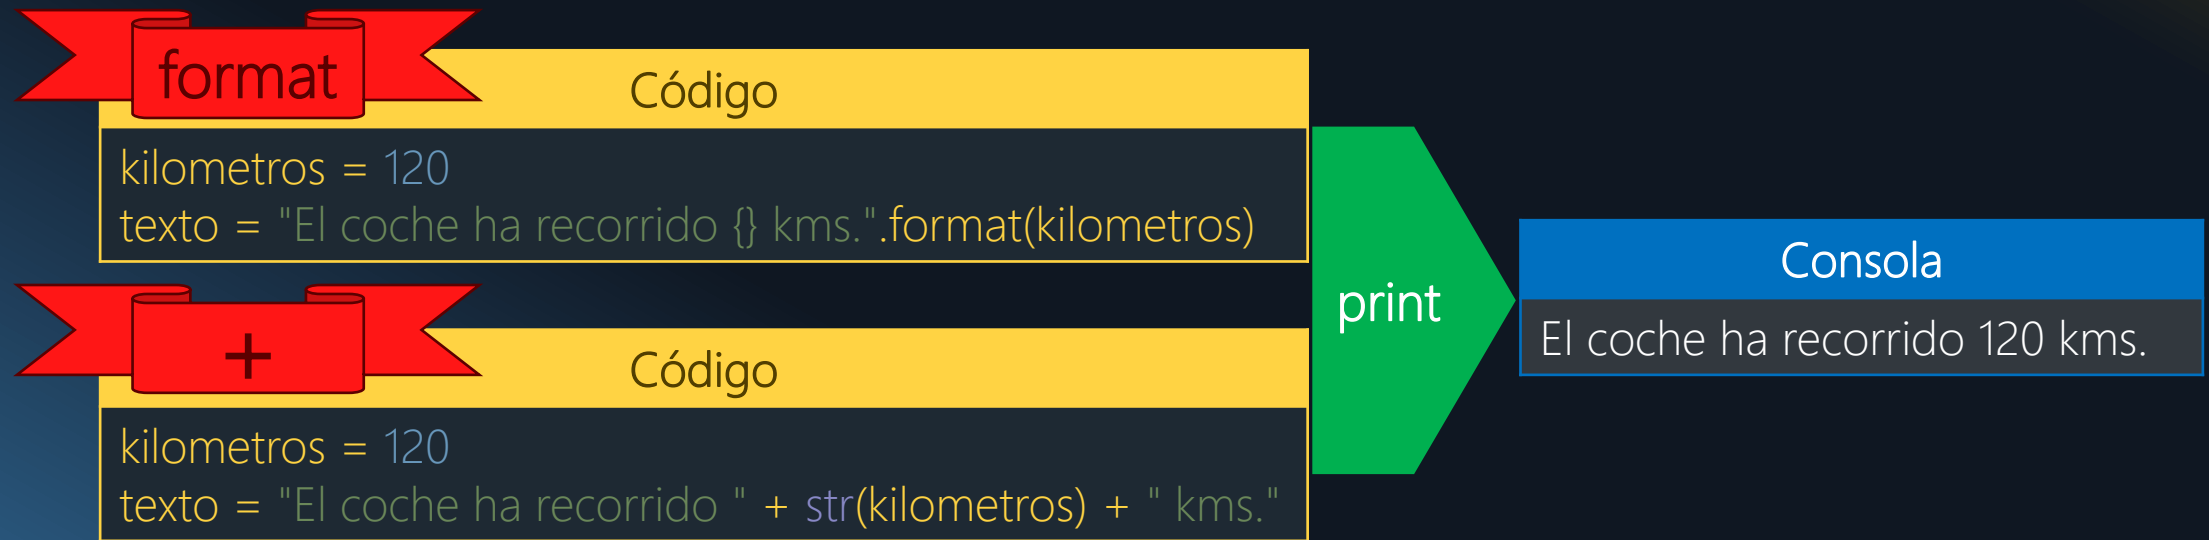 format
Código
kilometros = 120
texto = "El coche ha recorrido {} kms.".format(kilometros)
+
Código
kilometros = 120
texto = "El coche ha recorrido " + str(kilometros) + " kms."
print
Consola
El coche ha recorrido 120 kms.